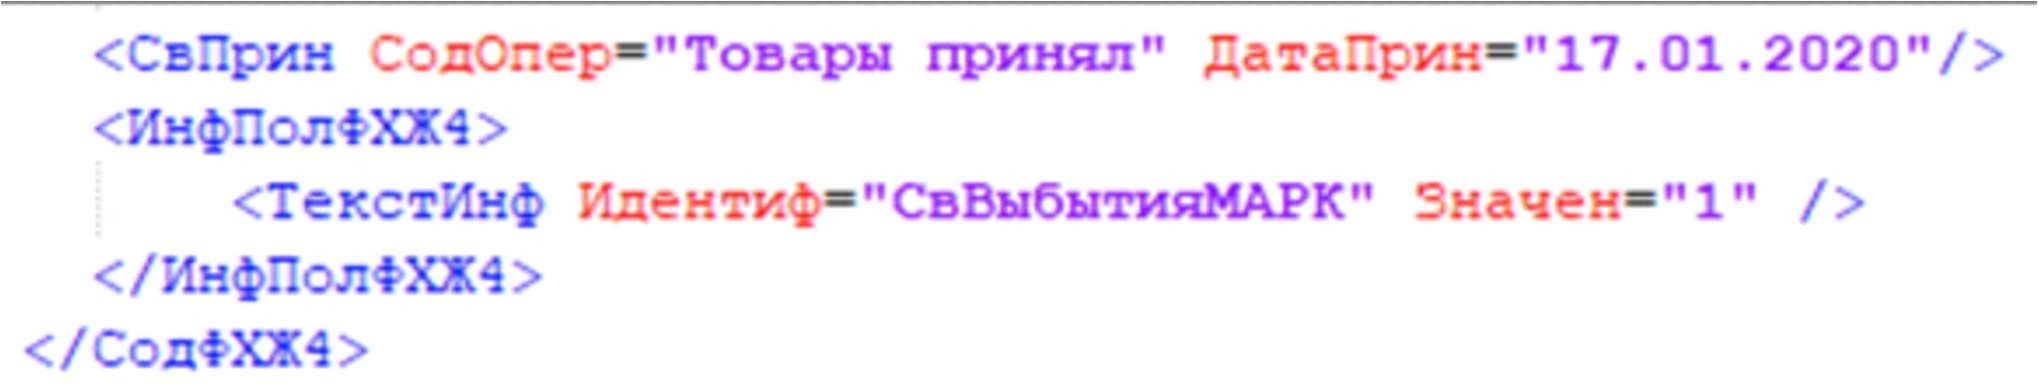 <СвПрин СодОпер="Товары принял" ДатаПрин="17.01.2020"/>
<ИнфПолФХЖ4>
<ТекстИнф Идентиф="СвВыбытияМАРК" Значен="1" />
</ИнфПолФХЖ4>
</СодФХЖ4>